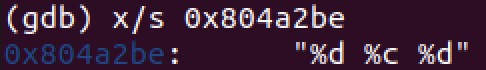 (gdb) x/s 0x804a2be
0x804a2be:      "%d %c %d"